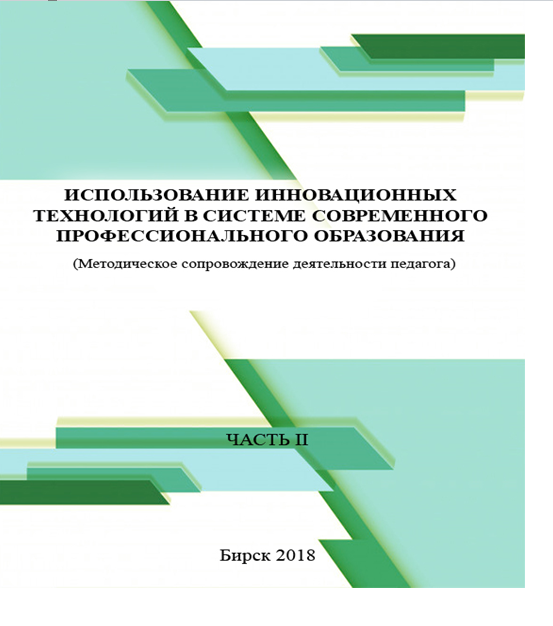 ИСПОЛЬЗОВАНИЕ ИННОВАЦИОННЫХ
ТЕХНОЛОГИЙ В СИСТЕМЕ СОВРЕМЕННОГО
ПРОФЕССИОНАЛЬНОГО ОБРАЗОВАНИЯ
(Методическое сопровождение деятельности педагога)
ЧАСТЬ II
Бирск 2018